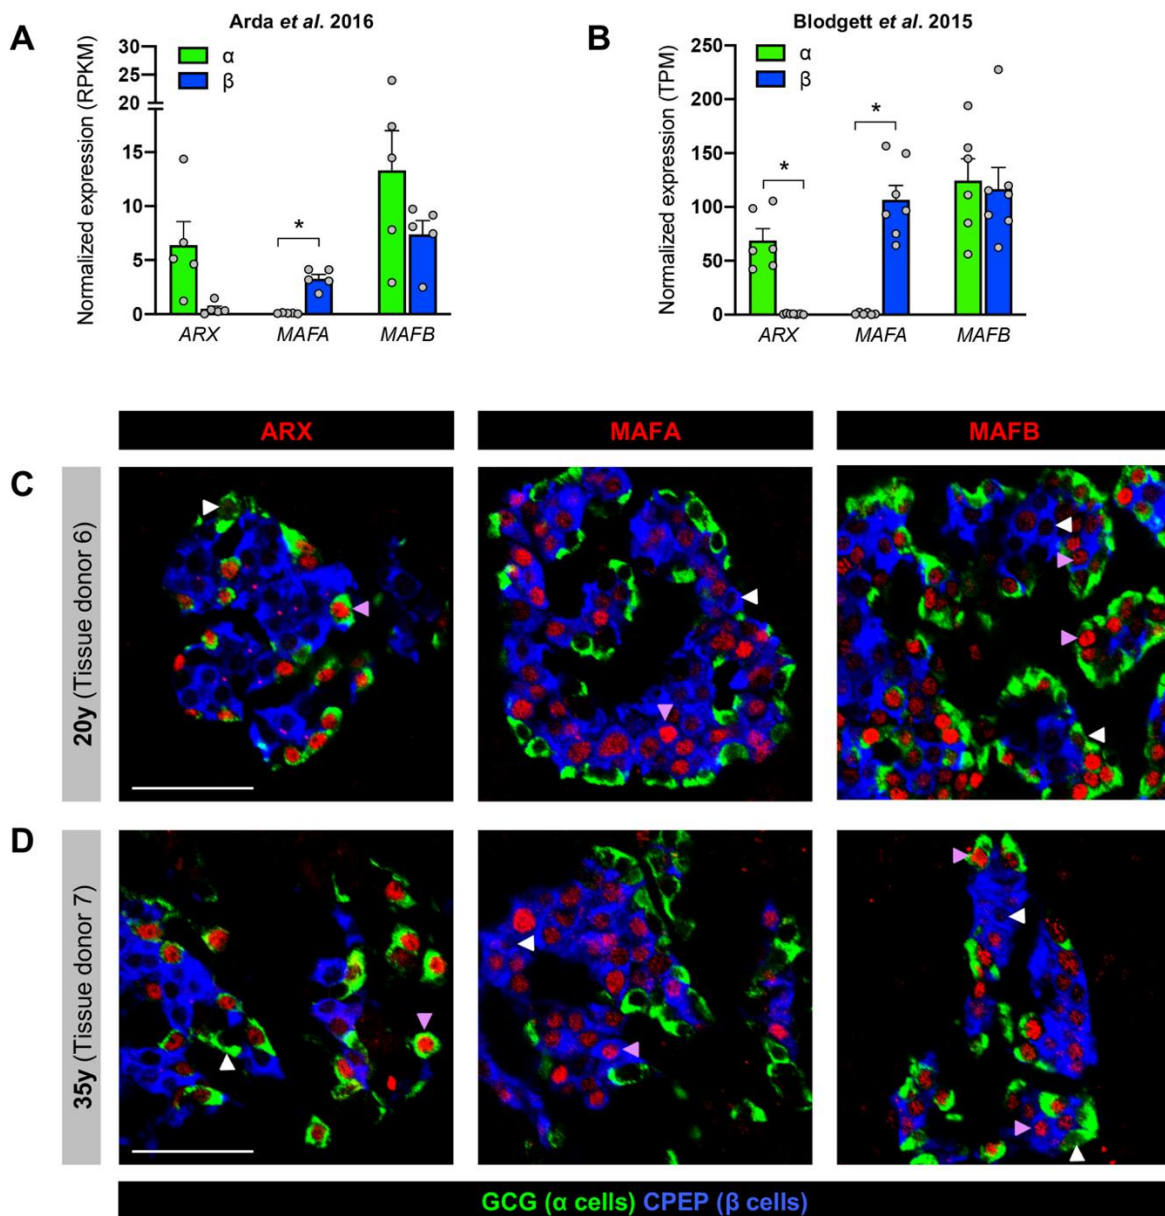 A
Arda et al. 2016
Normalized expression (RPKM)
30
25
20
15
10
5
0
α
β
*
ARX
MAFA
MAFB
B
Blodgett et al. 2015
Normalized expression (TPM)
250
200
150
100
50
0
α
β
*
*
ARX
MAFA
MAFB
ARX
MAFA
MAFB
C
20y (Tissue donor 6)
D
35y (Tissue donor 7)
GCG (α cells) CPEP (β cells)